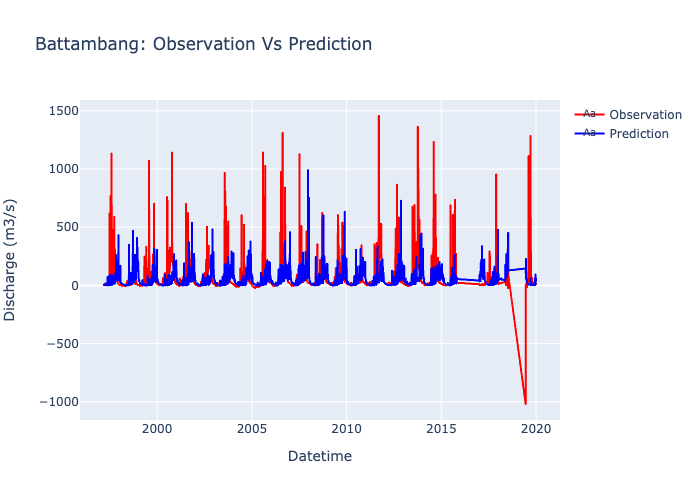 Battambang: Observation Vs Prediction
1500
1000
500
0
−500
−1000
2000
2005
2010
2015
2020
Discharge (m3/s)
Datetime
Aa Observation
Aa Prediction